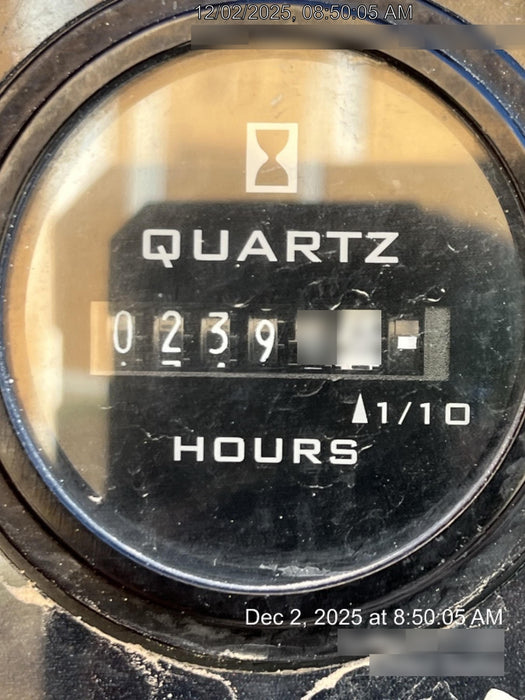 12/02/2025, 08:50:05 AM
QUARTZ
0239
1/10
HOURS
Dec 2, 2025 at 8:50:05 AM